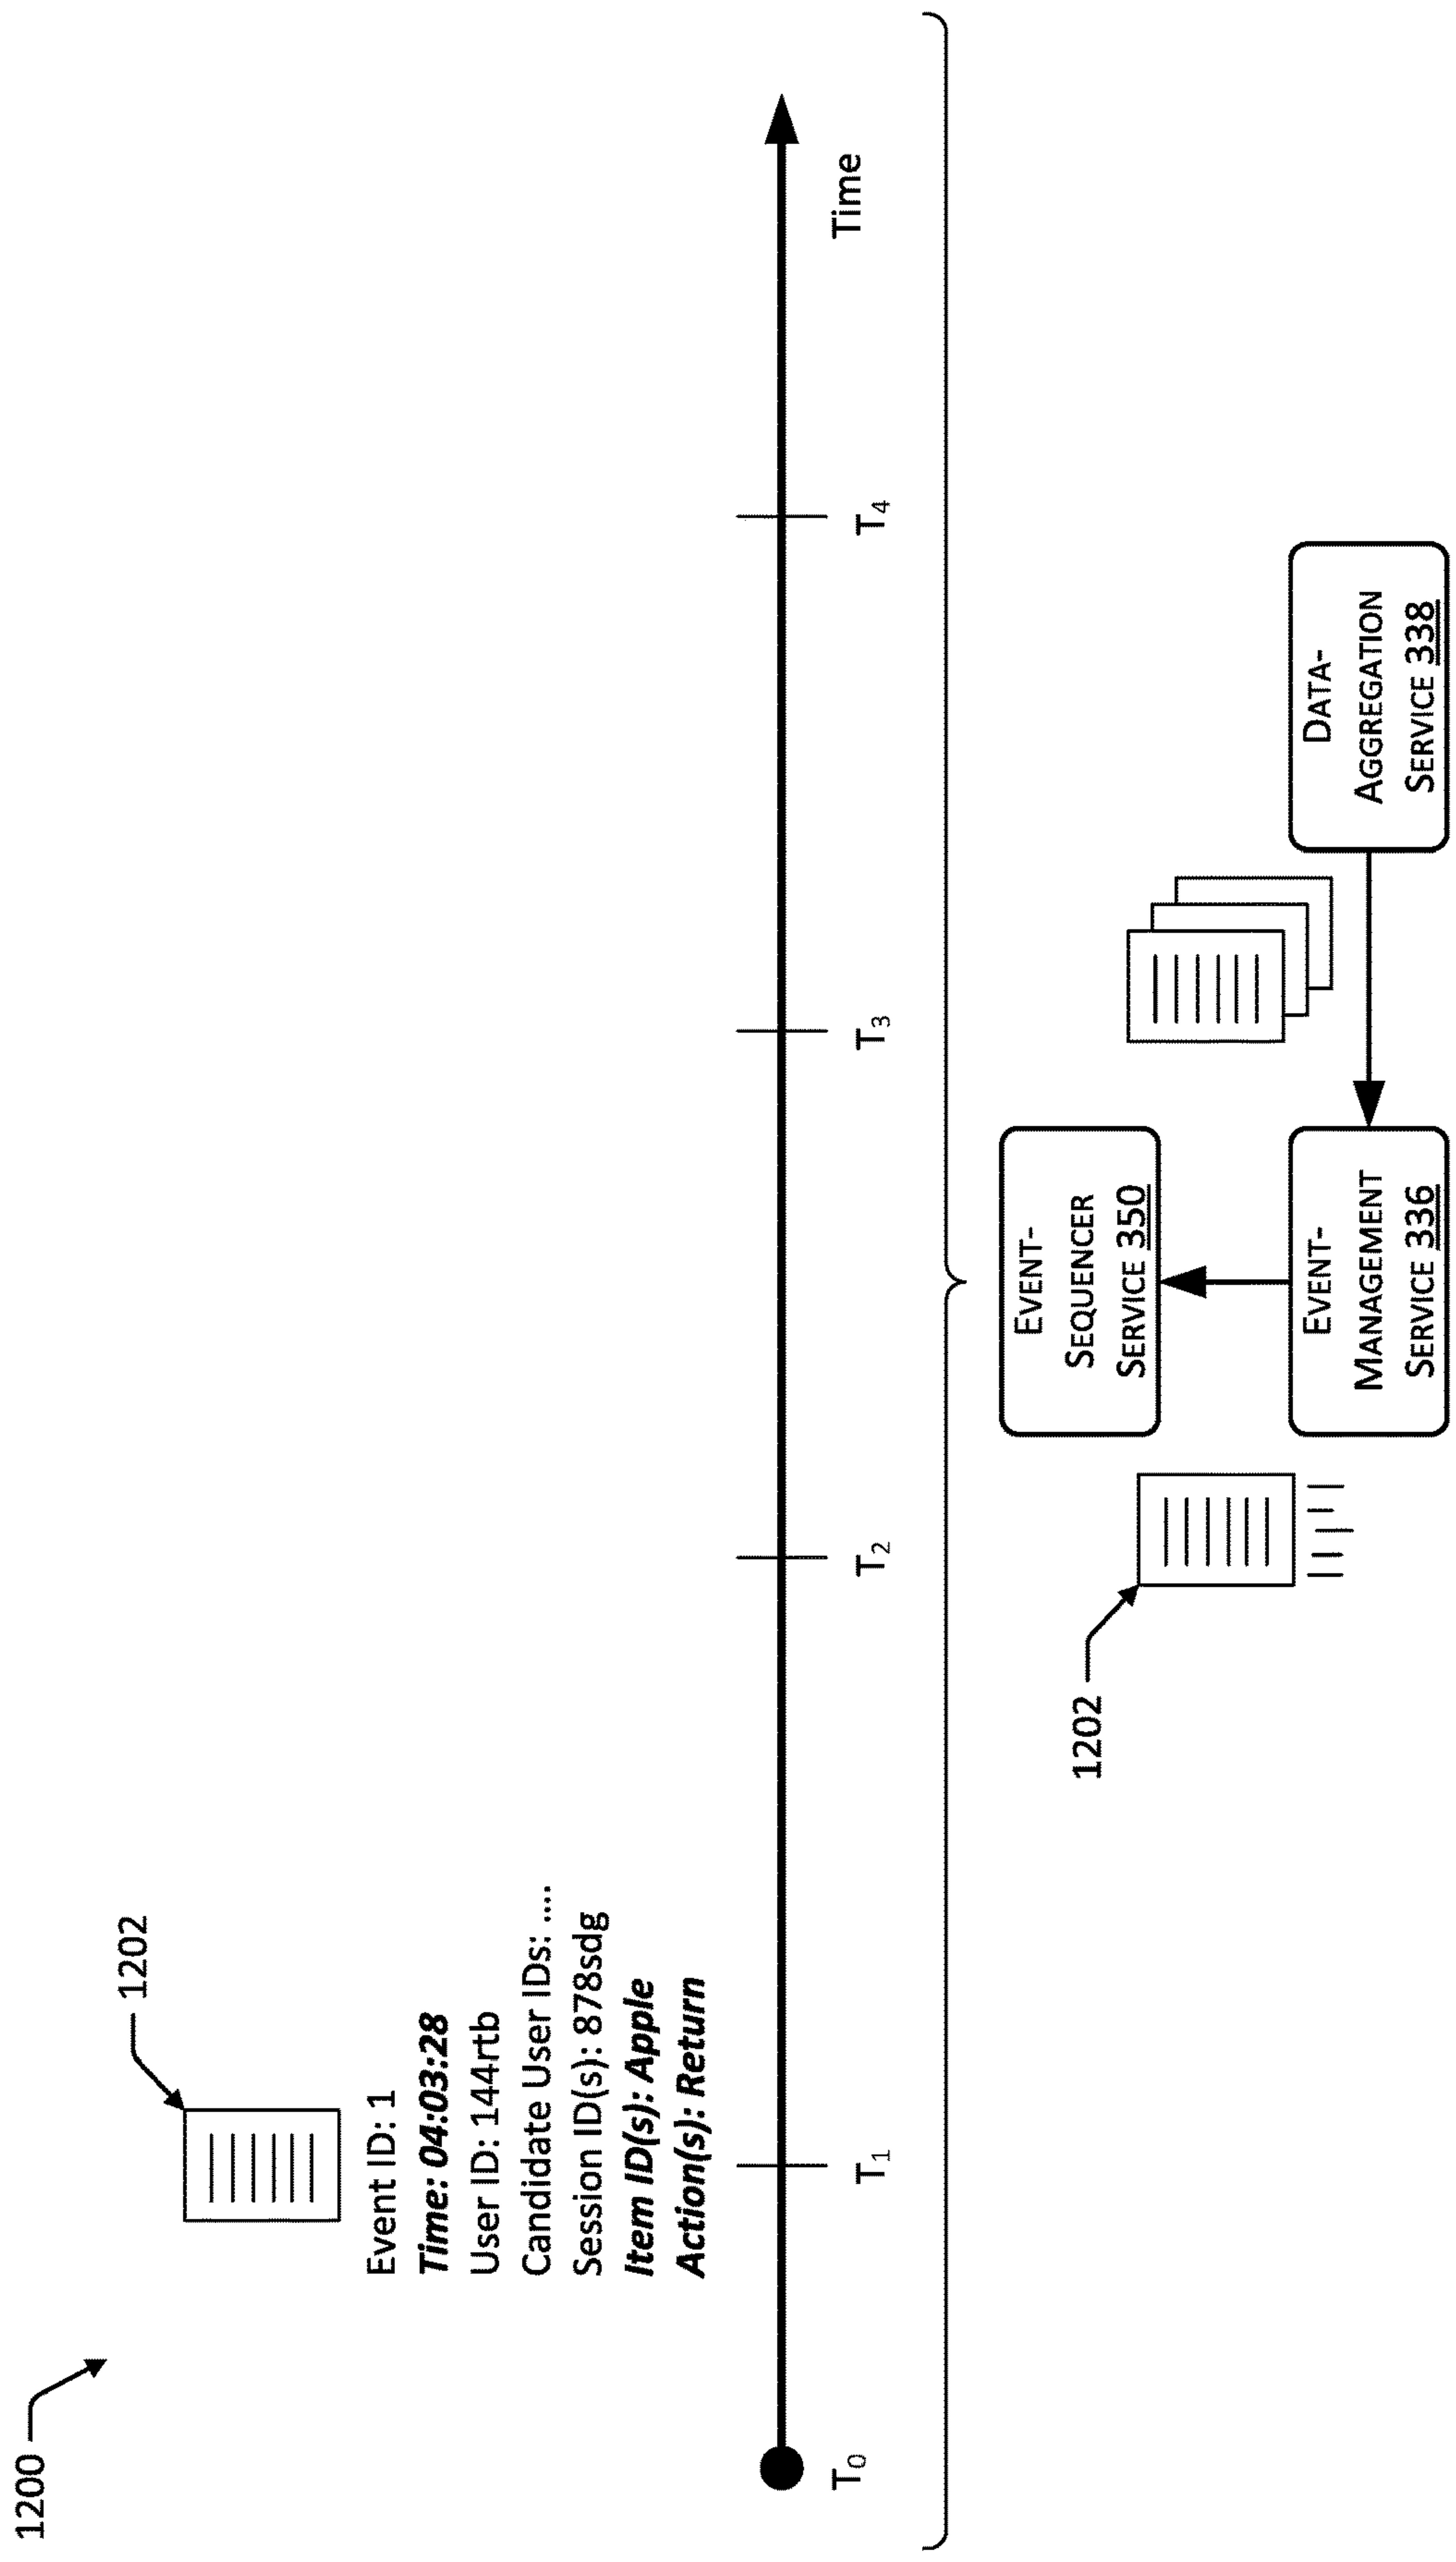 1200
1202
Event ID: 1
Time: 04:03:28
User ID: 144rtb
Candidate User IDs: ....
Session ID(s): 878sdg
Item ID(s): Apple
Action(s): Return
T0
T1
T2
T3
T4
Time
1202
EVENT-
SEQUENCER
SERVICE 350
EVENT-
MANAGEMENT
SERVICE 336
DATA-
AGGREGATION
SERVICE 338